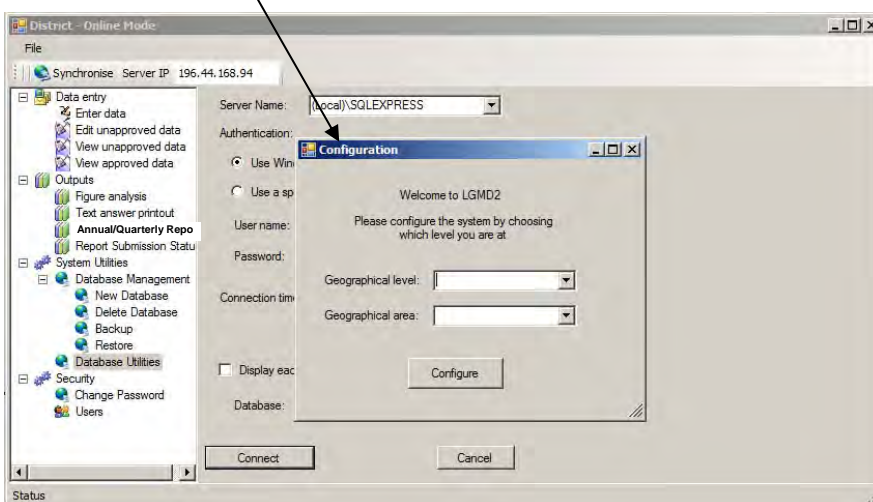 District - Online Mode
File
Synchronise Server IP 196.44.168.94
Data entry
Enter data
Edit unapproved data
View unapproved data
View approved data
Outputs
Figure analysis
Text answer printout
Annual/Quarterly Repo
Report Submission Statu
System Utilities
Database Management
New Database
Delete Database
Backup
Restore
Database Utilities
Security
Change Password
Users
Server Name: (Local)\SQLEXPRESS
Authentication:
Use Win
Use a sp
User name:
Password:
Connection tim
Display eac
Database:
Connect
Cancel
Configuration
Welcome to LGMD2
Please configure the system by choosing
which level you are at
Geographical level:
Geographical area:
Configure
Status